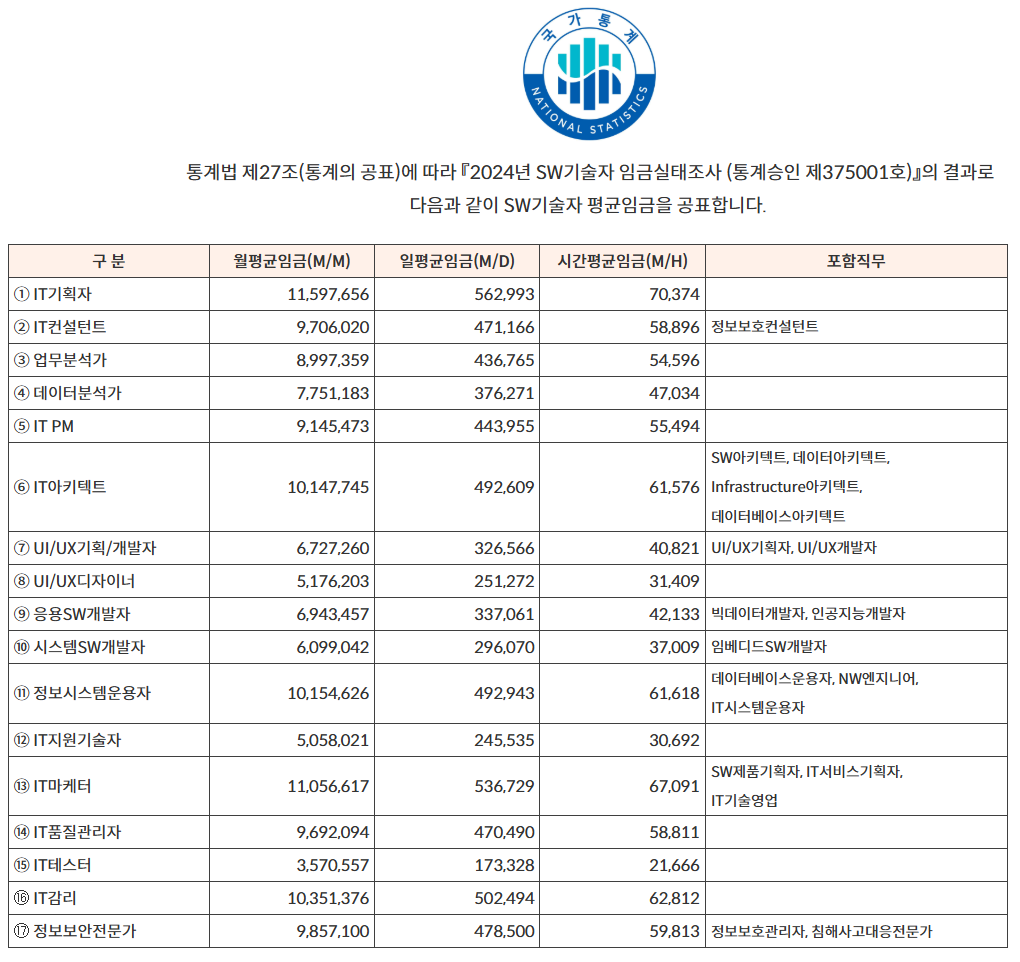 국가통계
NATIONAL STATISTICS
통계법 제27조(통계의 공표)에 따라 『2024년 SW기술자 임금실태조사 (통계승인 제375001호)』의 결과로
다음과 같이 SW기술자 평균임금을 공표합니다.
구 분 월평균임금(M/M) 일평균임금(M/D) 시간평균임금(M/H) 포함직무
① IT기획자 11,597,656 562,993 70,374
② IT컨설턴트 9,706,020 471,166 58,896 정보보호컨설턴트
③ 업무분석가 8,997,359 436,765 54,596
④ 데이터분석가 7,751,183 376,271 47,034
⑤ IT PM 9,145,473 443,955 55,494
⑥ IT아키텍트 10,147,745 492,609 61,576 SW아키텍트, 데이터아키텍트,
Infrastructure아키텍트,
데이터베이스아키텍트
⑦ UI/UX기획/개발자 6,727,260 326,566 40,821 UI/UX기획자, UI/UX개발자
⑧ UI/UX디자이너 5,176,203 251,272 31,409
⑨ 응용SW개발자 6,943,457 337,061 42,133 빅데이터개발자, 인공지능개발자
⑩ 시스템SW개발자 6,099,042 296,070 37,009 임베디드SW개발자
⑪ 정보시스템운용자 10,154,626 492,943 61,618 데이터베이스운용자, NW엔지니어,
IT시스템운용자
⑫ IT지원기술자 5,058,021 245,535 30,692
⑬ IT마케터 11,056,617 536,729 67,091 SW제품기획자, IT서비스기획자,
IT기술영업
⑭ IT품질관리자 9,692,094 470,490 58,811
⑮ IT테스터 3,570,557 173,328 21,666
⑯ IT감리 10,351,376 502,494 62,812
⑰ 정보보안전문가 9,857,100 478,500 59,813 정보보호관리자, 침해사고대응전문가